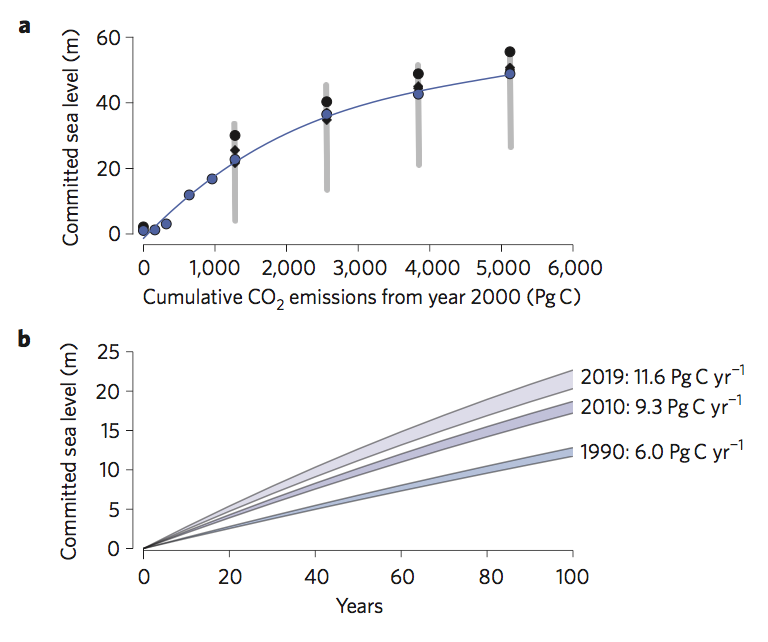 a
Committed sea level (m)
60
40
20
0
0 1,000 2,000 3,000 4,000 5,000 6,000
Cumulative CO₂ emissions from year 2000 (Pg C)
b
Committed sea level (m)
25
20
15
10
5
0
2019: 11.6 Pg C yr⁻¹
2010: 9.3 Pg C yr⁻¹
1990: 6.0 Pg C yr⁻¹
0 20 40 60 80 100
Years